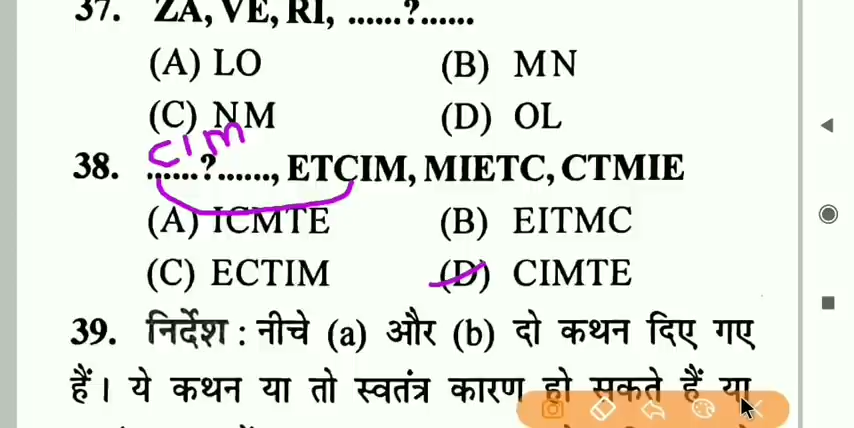 37. ZA, VE, RI, ......?......
(A) LO (B) MN
(C) NM (D) OL
CIM
38. ......?......, ETCIM, MIETC, CTMIE
(A) ICMTE (B) EITMC
(C) ECTIM (D) CIMTE
39. निर्देश : नीचे (a) और (b) दो कथन दिए गए
हैं। ये कथन या तो स्वतंत्र कारण हो सकते हैं या